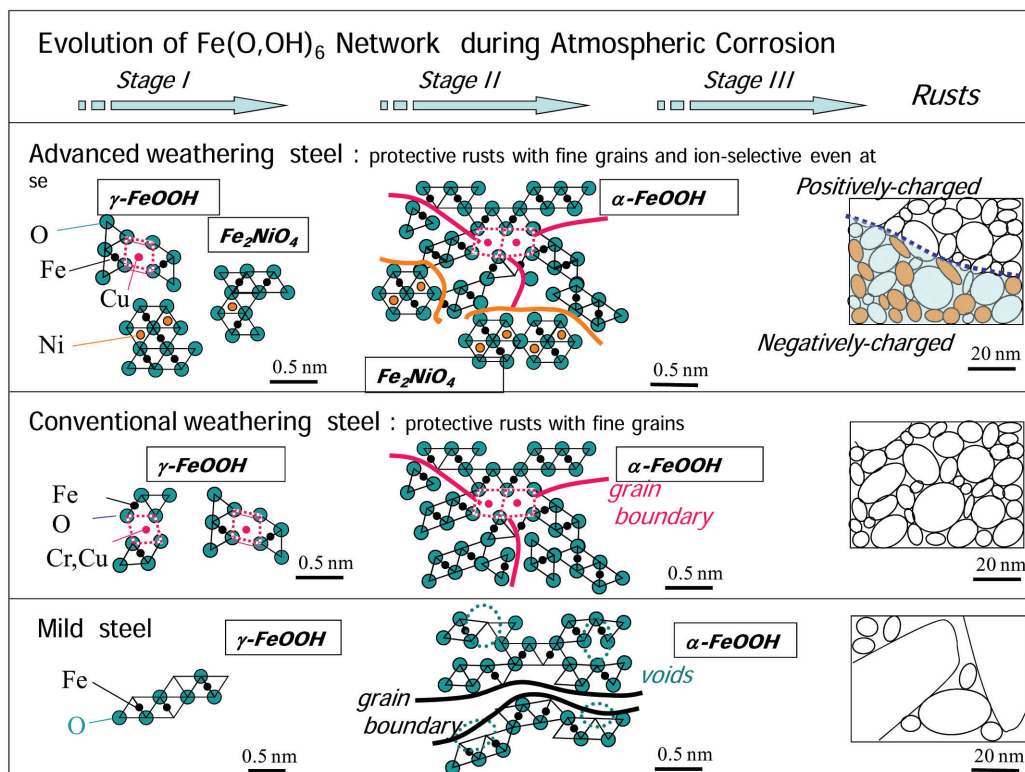 Evolution of Fe(O,OH)6 Network during Atmospheric Corrosion
Stage I
Stage II
Stage III
Rusts
Advanced weathering steel : protective rusts with fine grains and ion-selective even at
se
γ-FeOOH
Fe2NiO4
O
Fe
Cu
Ni
0.5 nm
α-FeOOH
Fe2NiO4
0.5 nm
Positively-charged
Negatively-charged
20 nm
Conventional weathering steel : protective rusts with fine grains
γ-FeOOH
Fe
O
Cr,Cu
0.5 nm
α-FeOOH
grain
boundary
0.5 nm
20 nm
Mild steel
γ-FeOOH
Fe
O
0.5 nm
α-FeOOH
voids
grain
boundary
0.5 nm
20 nm